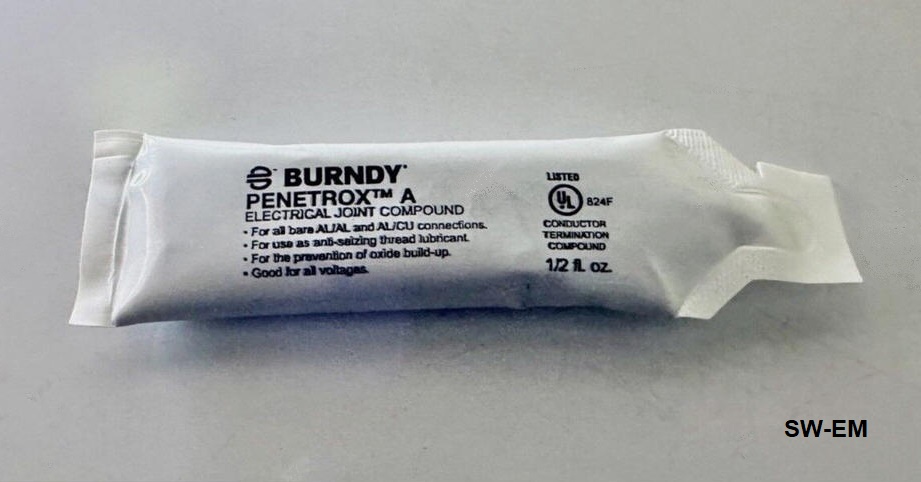 BURNDY
PENETROX™ A
ELECTRICAL JOINT COMPOUND
• For all bare AL/AL and AL/CU connections.
• For use as anti-seizing thread lubricant.
• For the prevention of oxide build-up.
• Good for all voltages.
LISTED
UL 824F
CONDUCTOR
TERMINATION
COMPOUND
1/2 fl. oz.
SW-EM